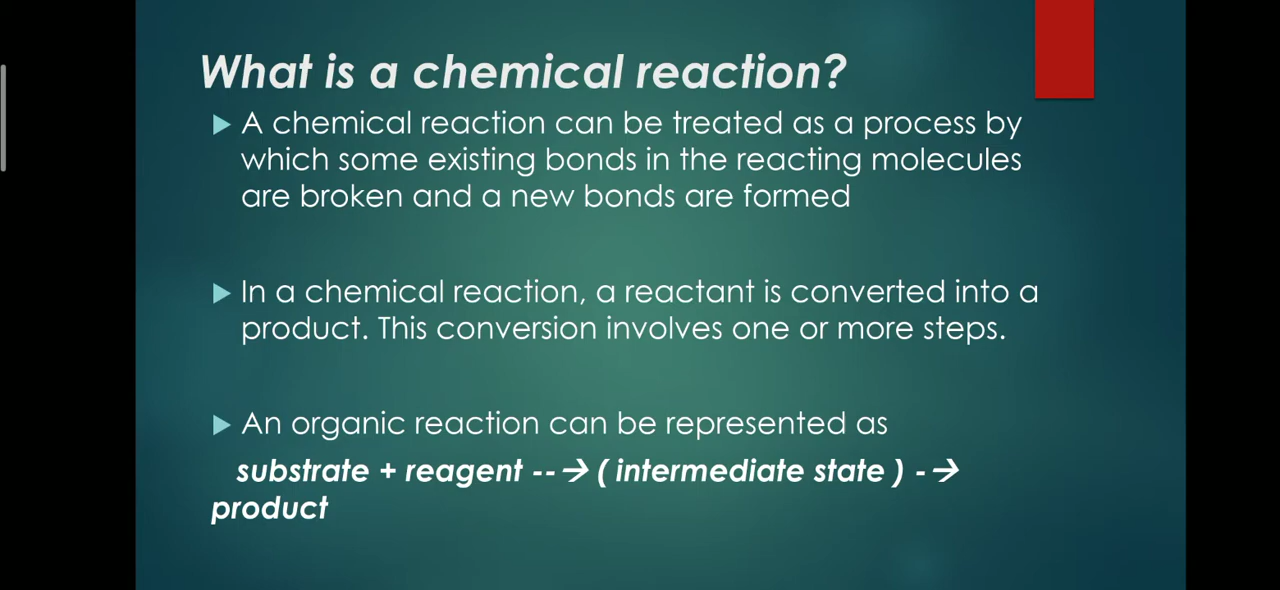 What is a chemical reaction?
A chemical reaction can be treated as a process by
which some existing bonds in the reacting molecules
are broken and a new bonds are formed
In a chemical reaction, a reactant is converted into a
product. This conversion involves one or more steps.
An organic reaction can be represented as
substrate + reagent --→ ( intermediate state ) -→
product